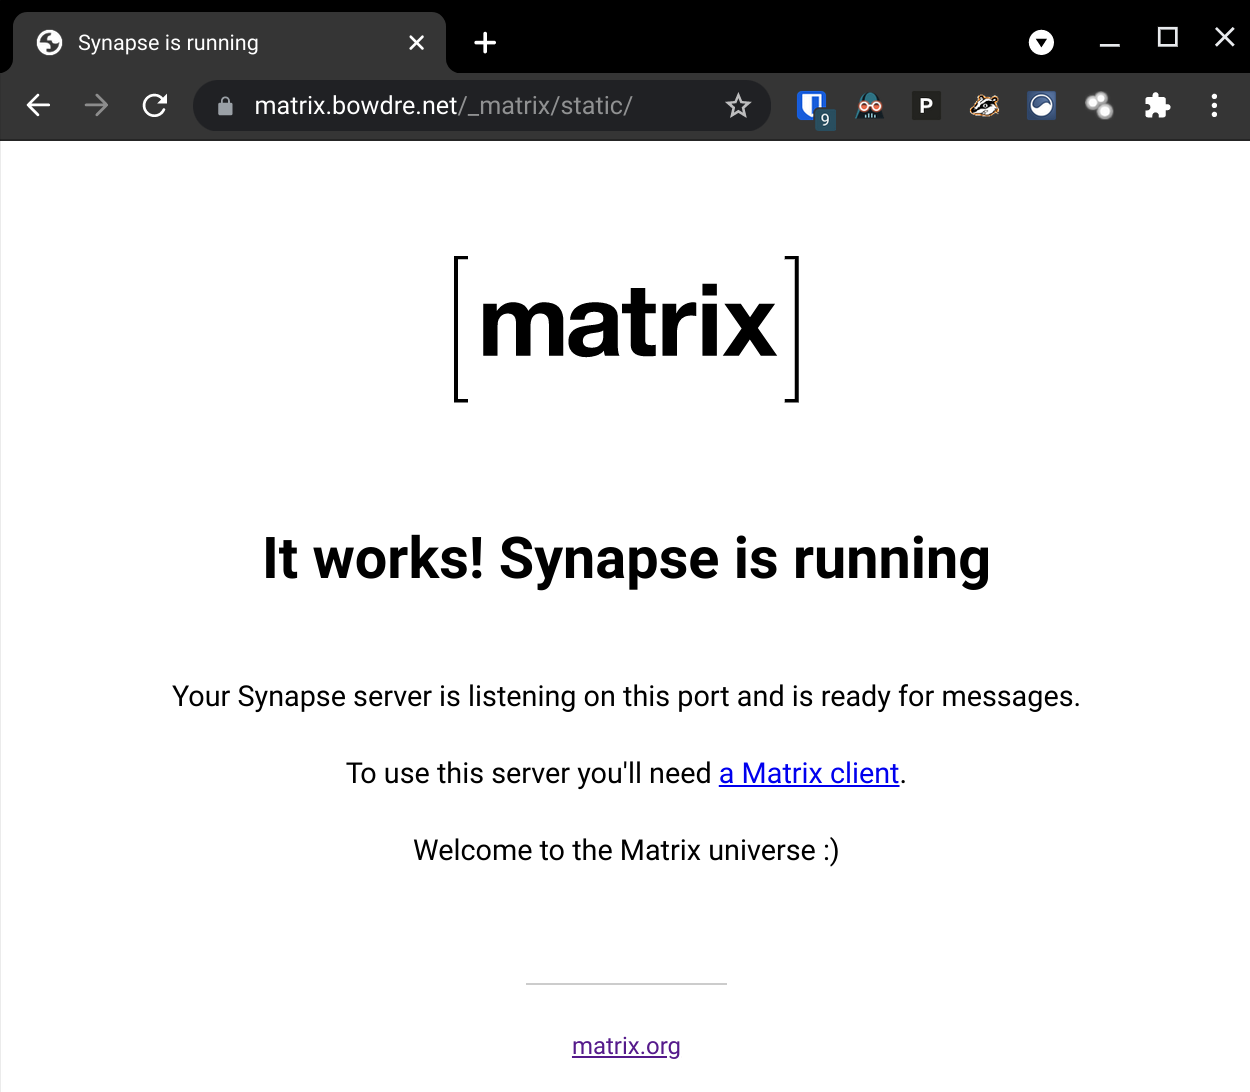 Synapse is running
matrix.bowdre.net/_matrix/static/
9
P
[matrix]
It works! Synapse is running
Your Synapse server is listening on this port and is ready for messages.
To use this server you'll need a Matrix client.
Welcome to the Matrix universe :)
matrix.org